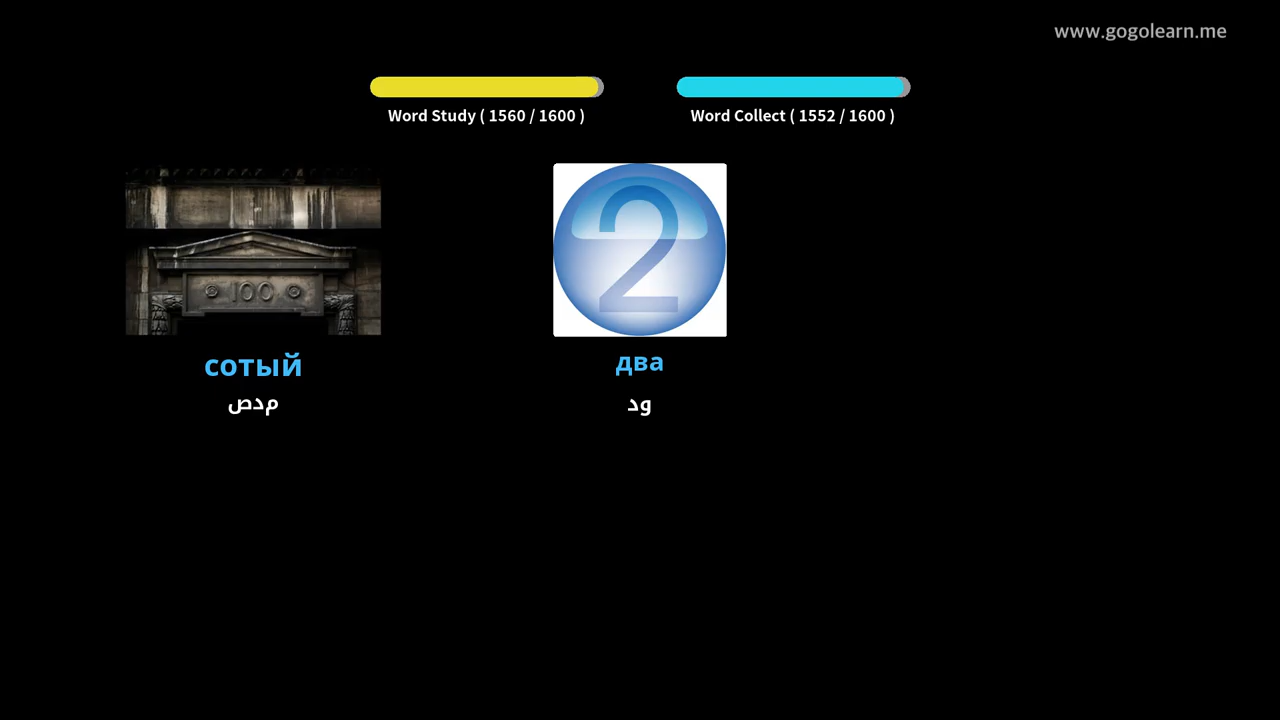 www.gogolearn.me
Word Study ( 1560 / 1600 )
Word Collect ( 1552 / 1600 )
100
2
сотый
два
مدص
ود